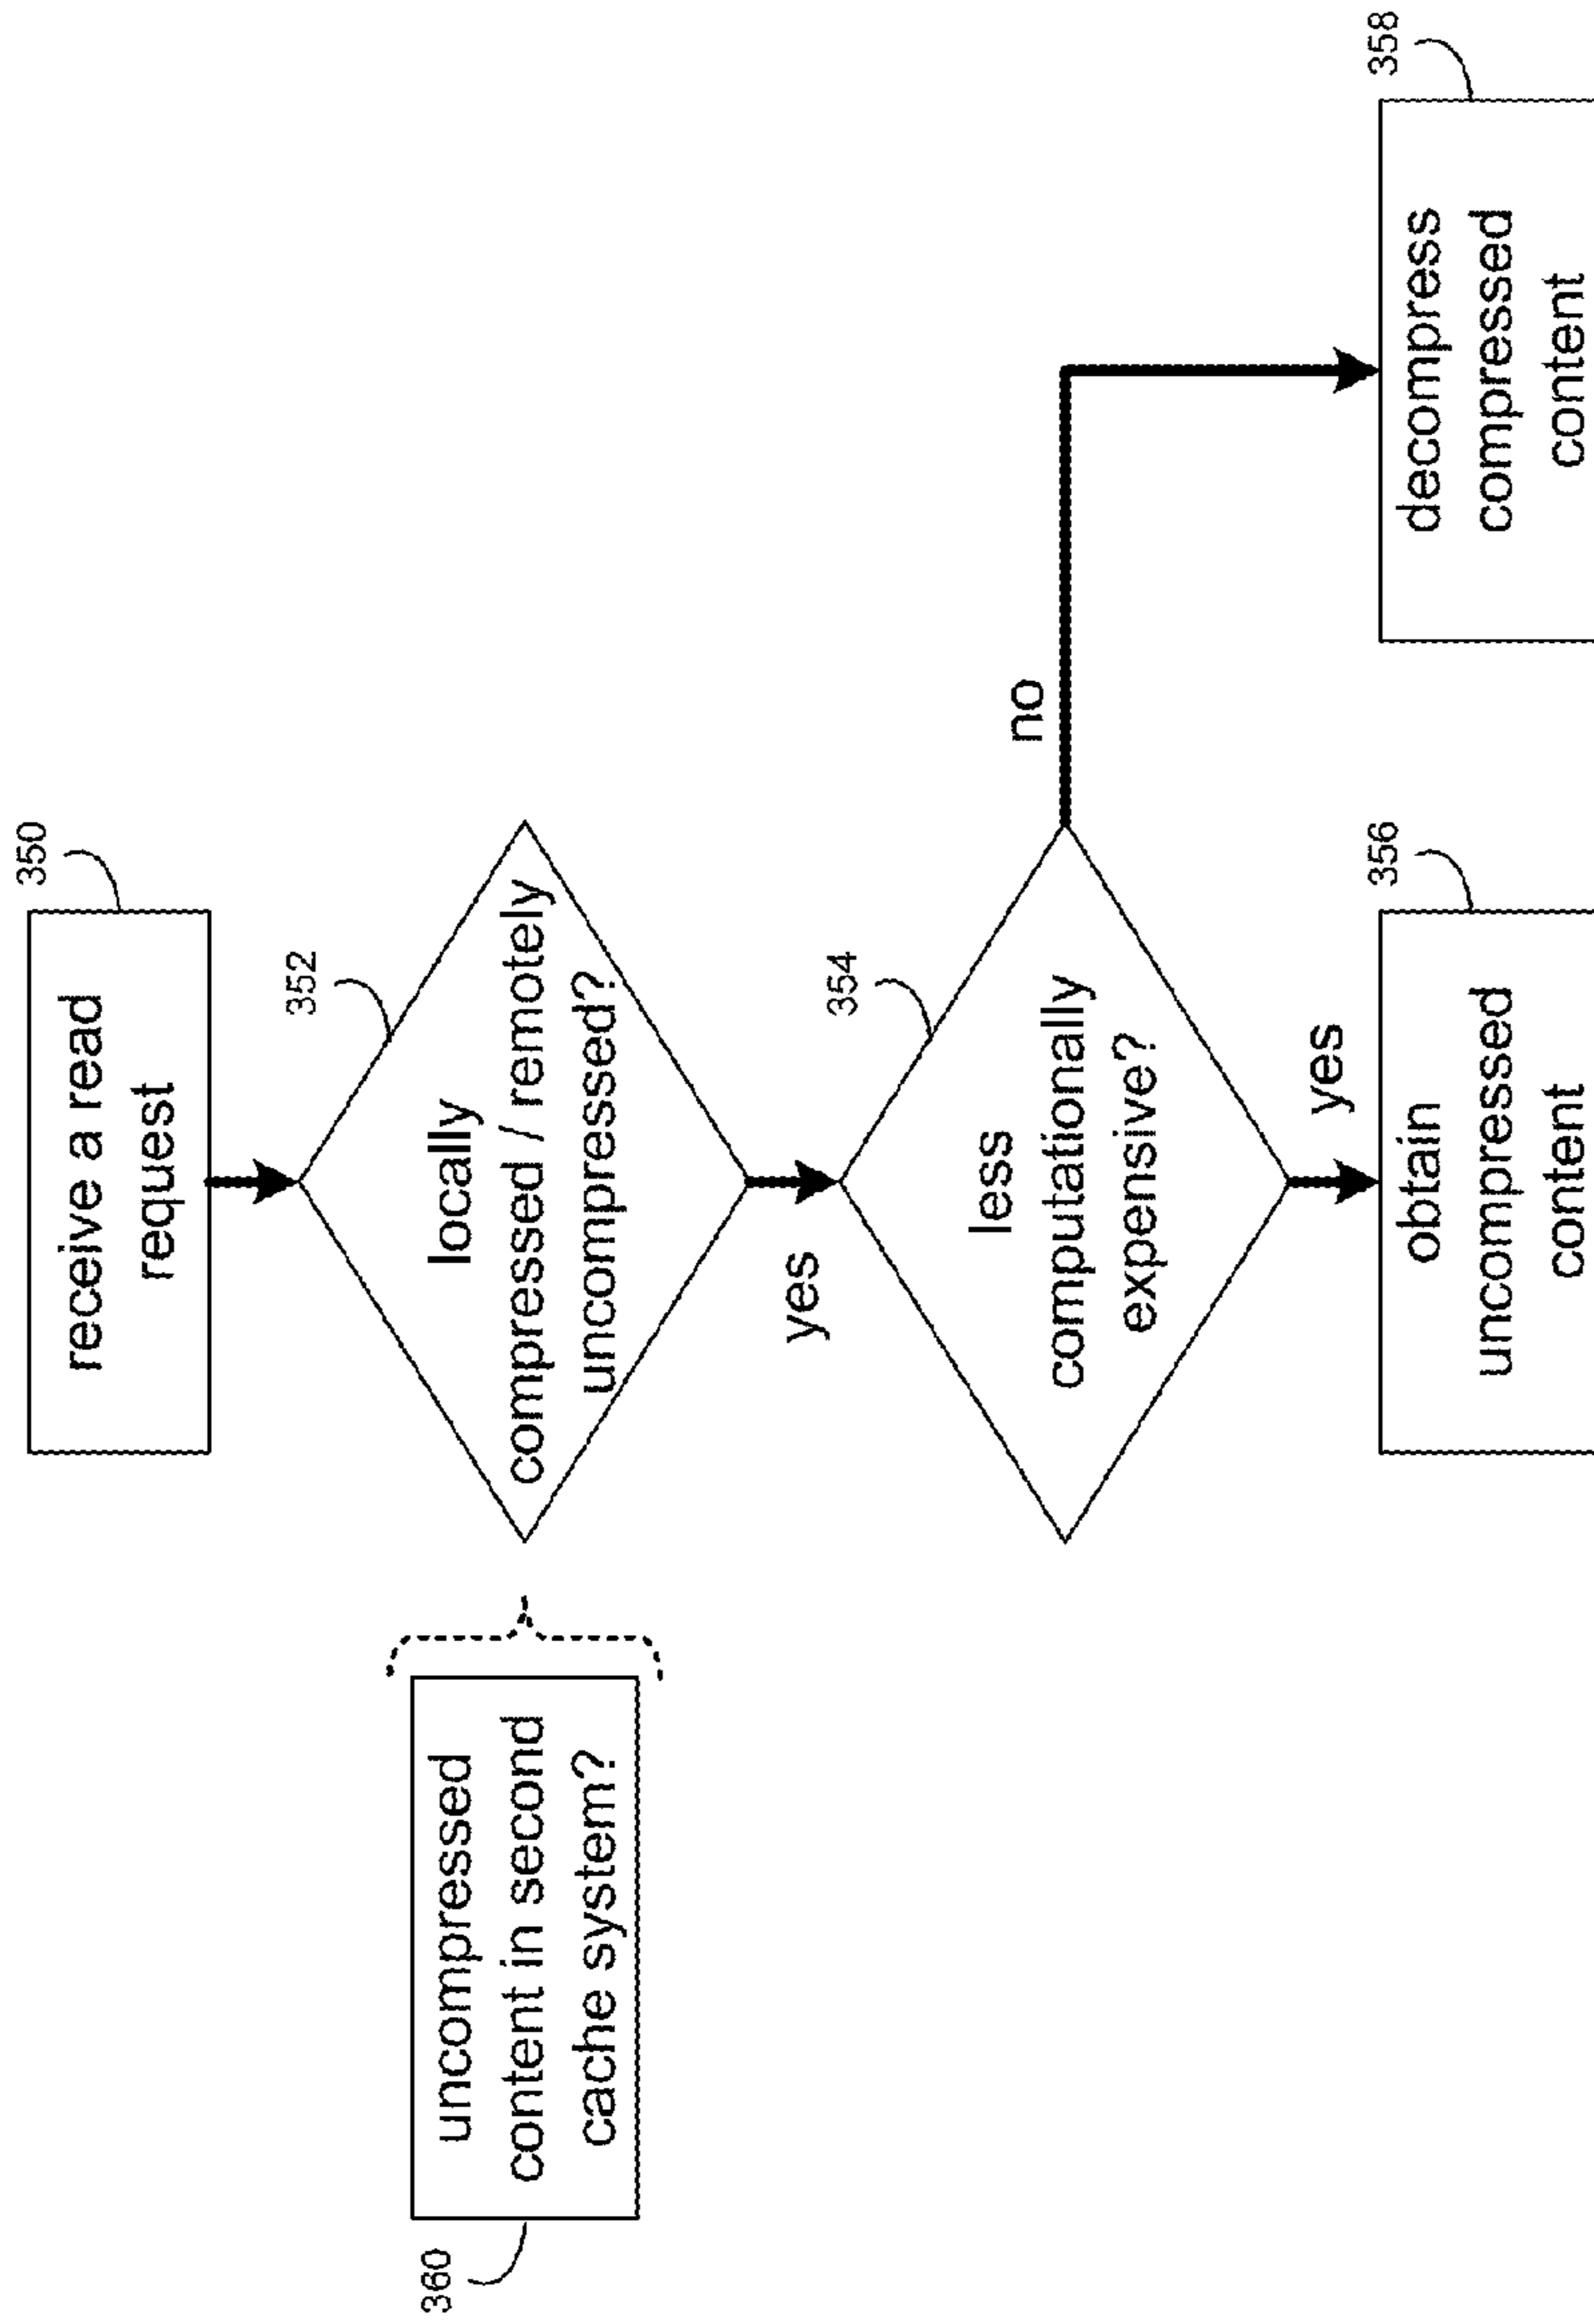 350
receive a read
request
352
locally
compressed / remotely
uncompressed?
360
uncompressed
content in second
cache system?
yes
354
less
computationally
expensive?
no
yes
356
obtain
uncompressed
content
358
decompress
compressed
content